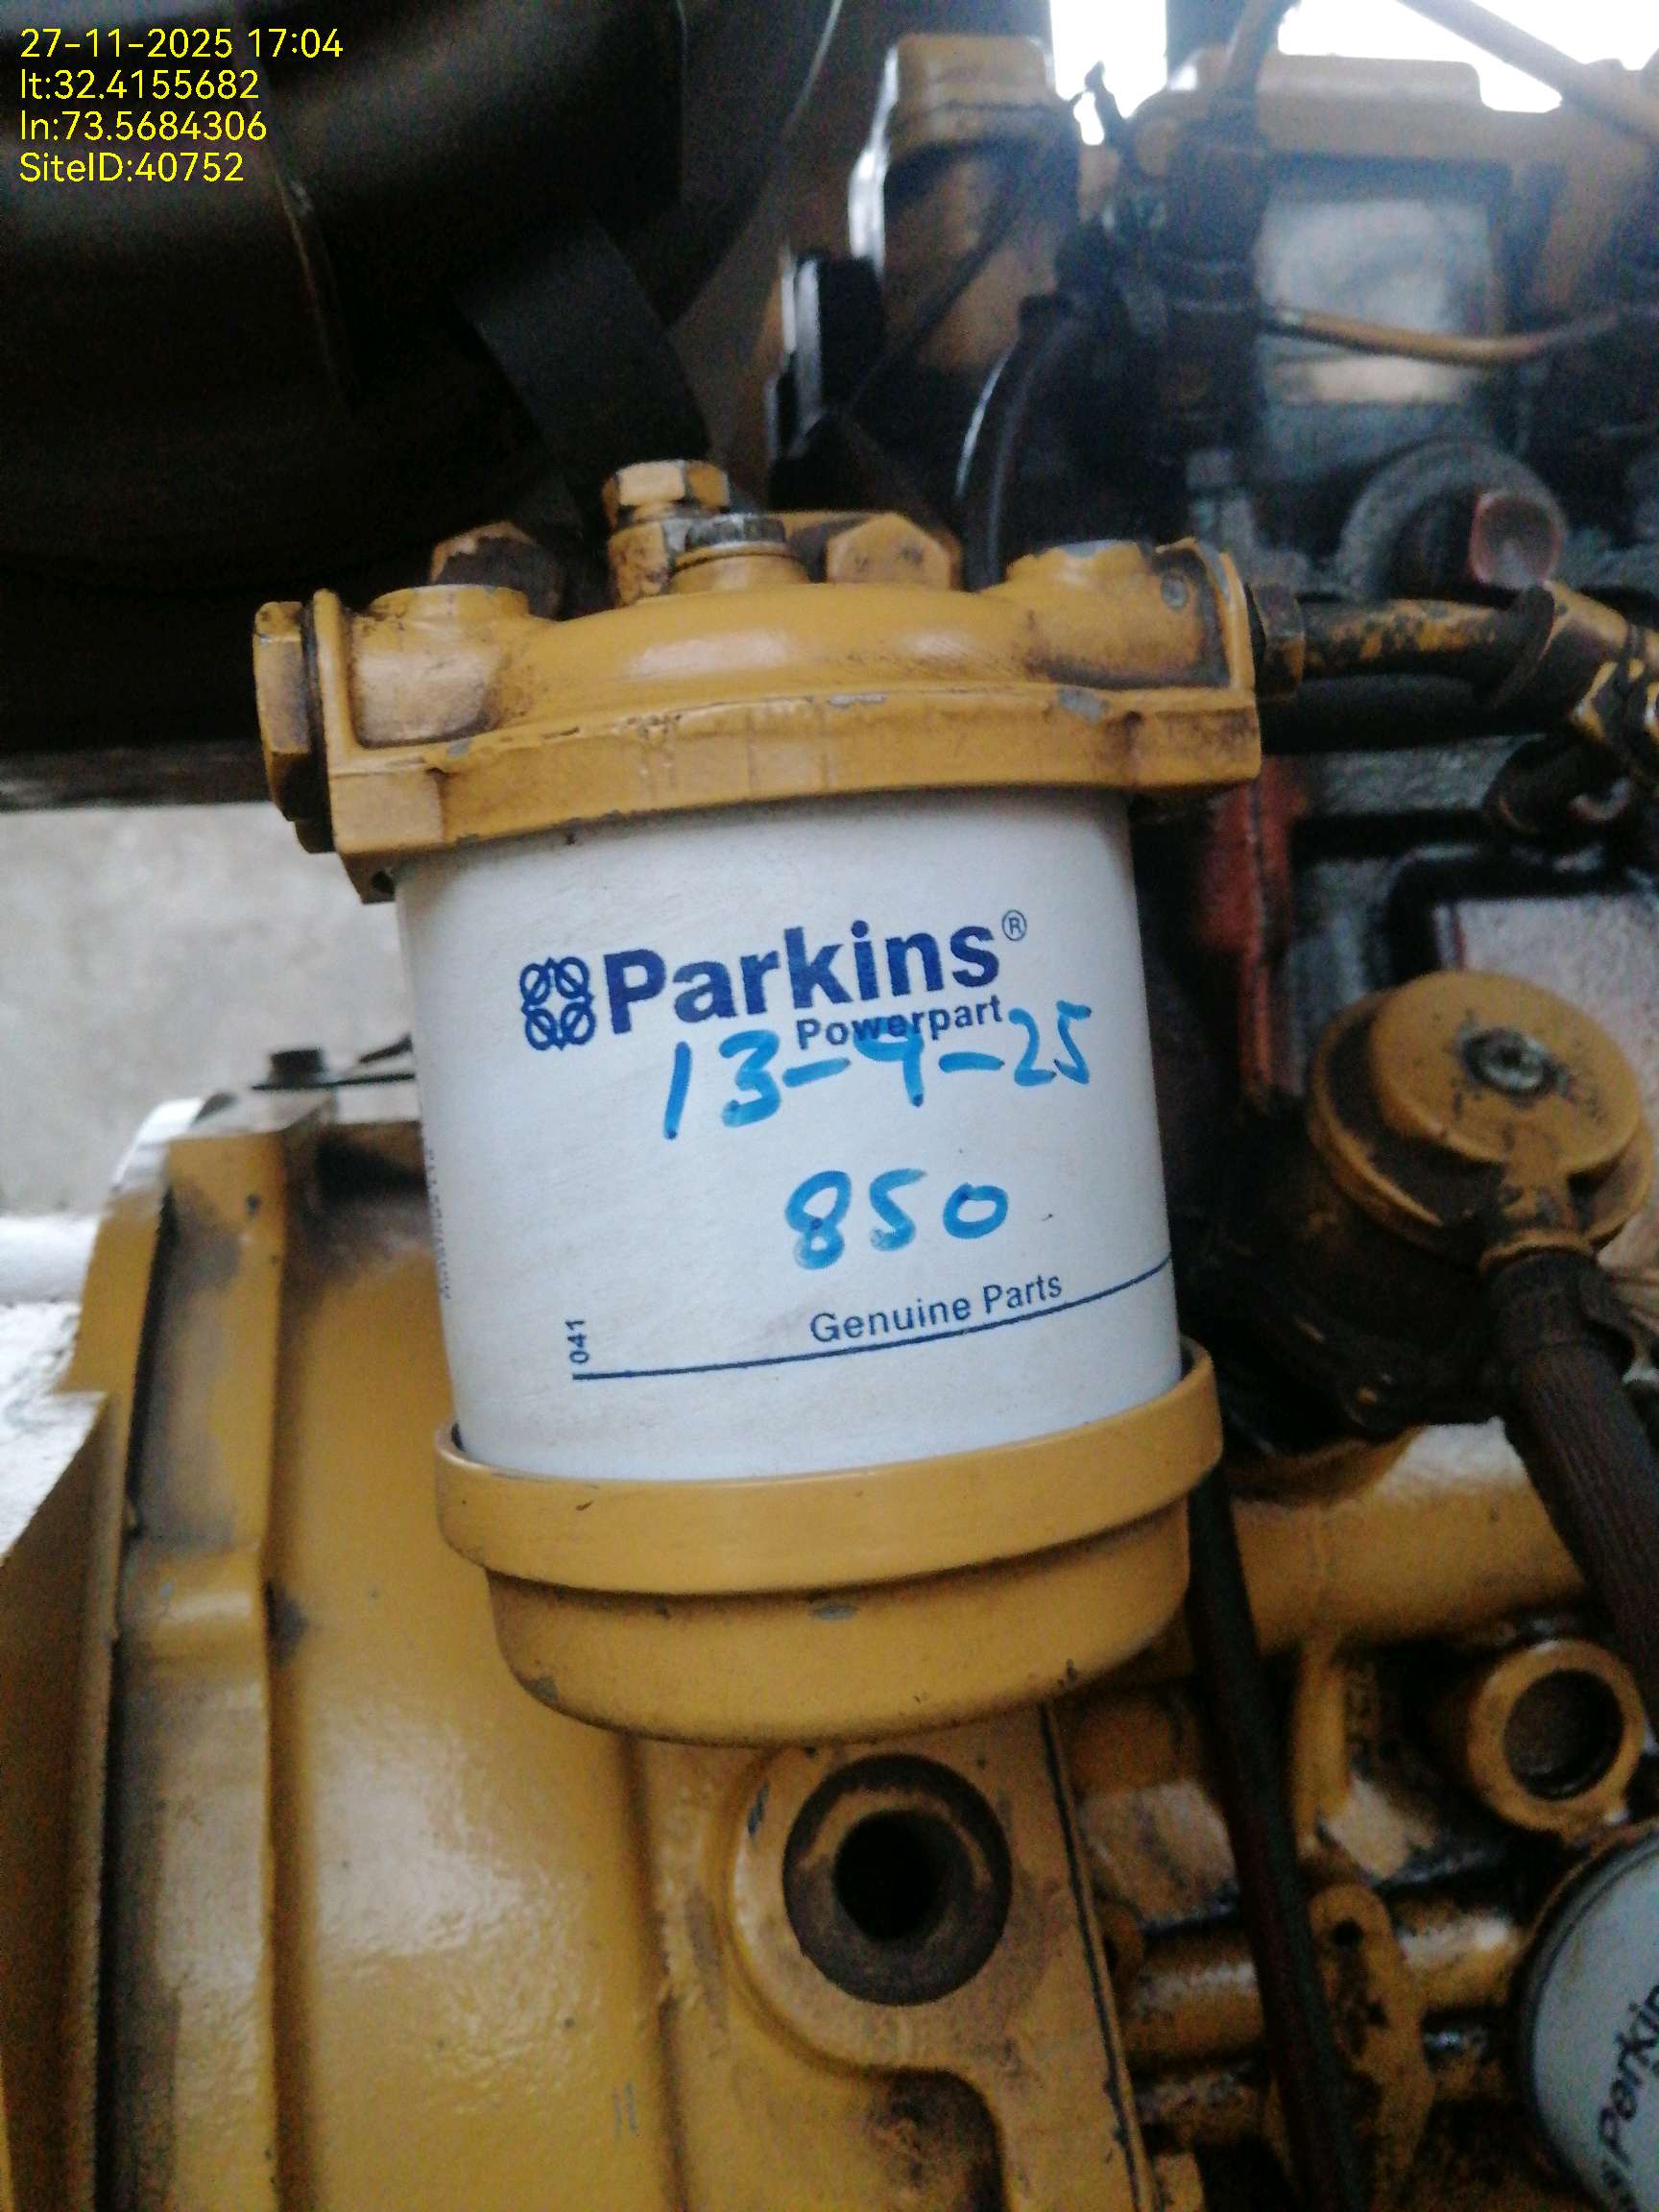 27-11-2025 17:04
lt:32.4155682
ln:73.5684306
SiteID:40752
Parkins®
Powerpart
13-9-25
850
Genuine Parts
041
Parkins